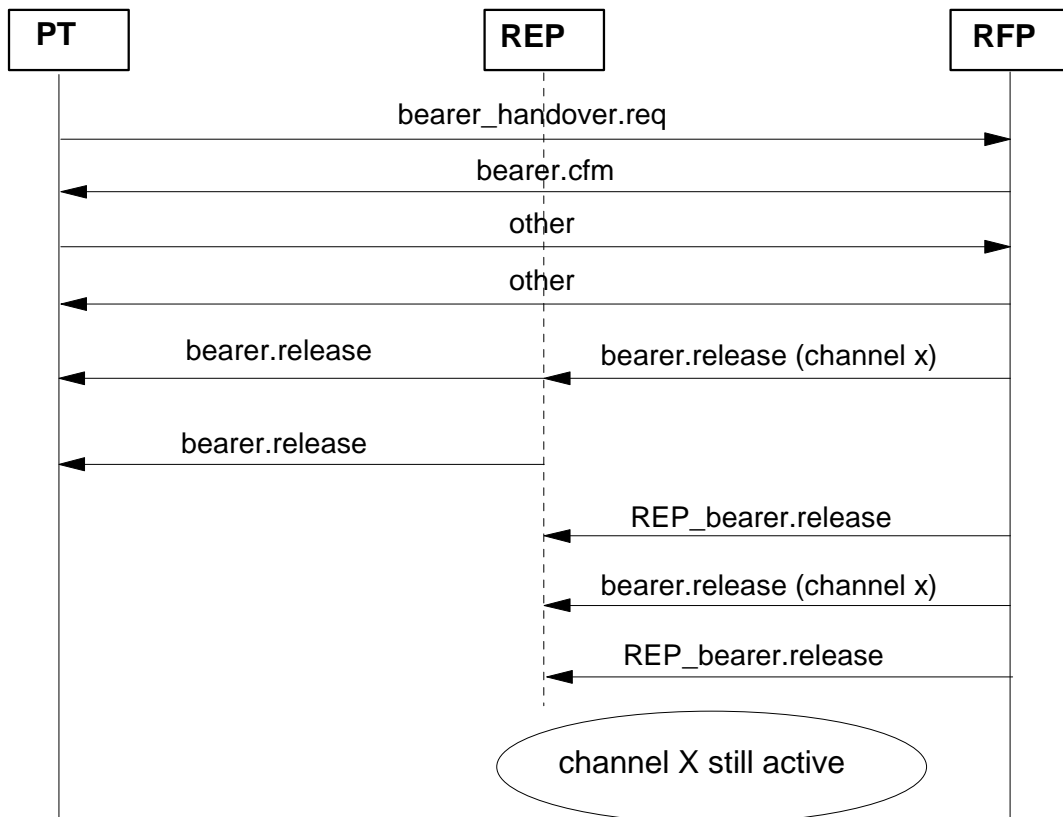 PT
REP
RFP
bearer_handover.req
bearer.cfm
other
other
bearer.release
bearer.release (channel x)
bearer.release
REP_bearer.release
bearer.release (channel x)
REP_bearer.release
channel X still active